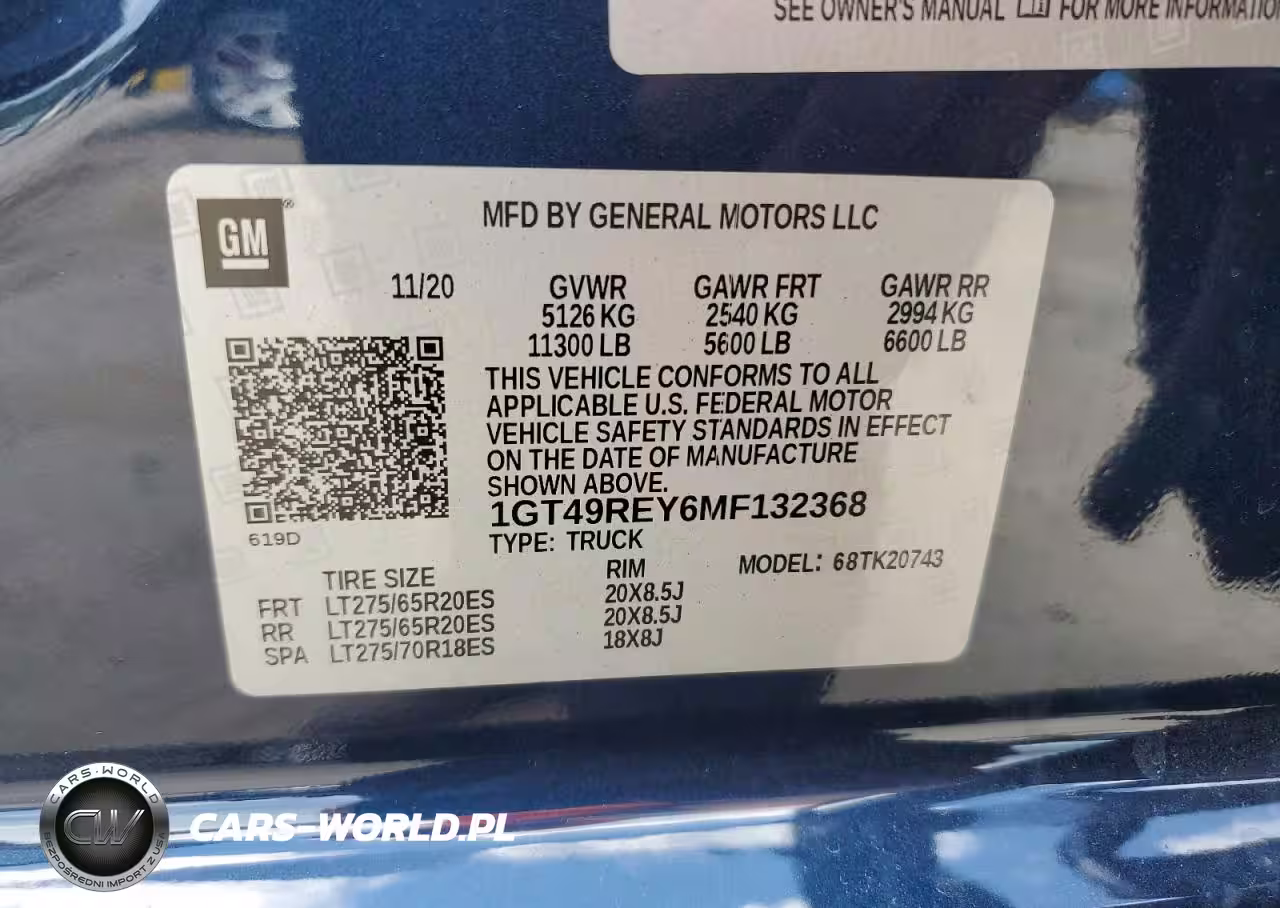 SEE OWNER'S MANUAL FOR MORE INFORMATION
GM®
MFD BY GENERAL MOTORS LLC
11/20 GVWR GAWR FRT GAWR RR
5126 KG 2540 KG 2994 KG
11300 LB 5600 LB 6600 LB
THIS VEHICLE CONFORMS TO ALL
APPLICABLE U.S. FEDERAL MOTOR
VEHICLE SAFETY STANDARDS IN EFFECT
ON THE DATE OF MANUFACTURE
SHOWN ABOVE.
1GT49REY6MF132368
619D
TYPE: TRUCK
MODEL: 68TK20743
TIRE SIZE RIM
FRT LT275/65R20ES 20X8.5J
RR LT275/65R20ES 20X8.5J
SPA LT275/70R18ES 18X8J
CARS-WORLD
CW
BEZPOŚREDNI IMPORT Z USA
CARS-WORLD.PL